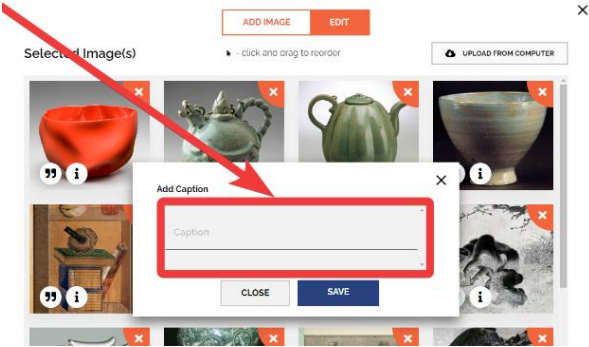 ADD IMAGE EDIT
Selected Image(s) - click and drag to reorder UPLOAD FROM COMPUTER
Add Caption
Caption
CLOSE SAVE